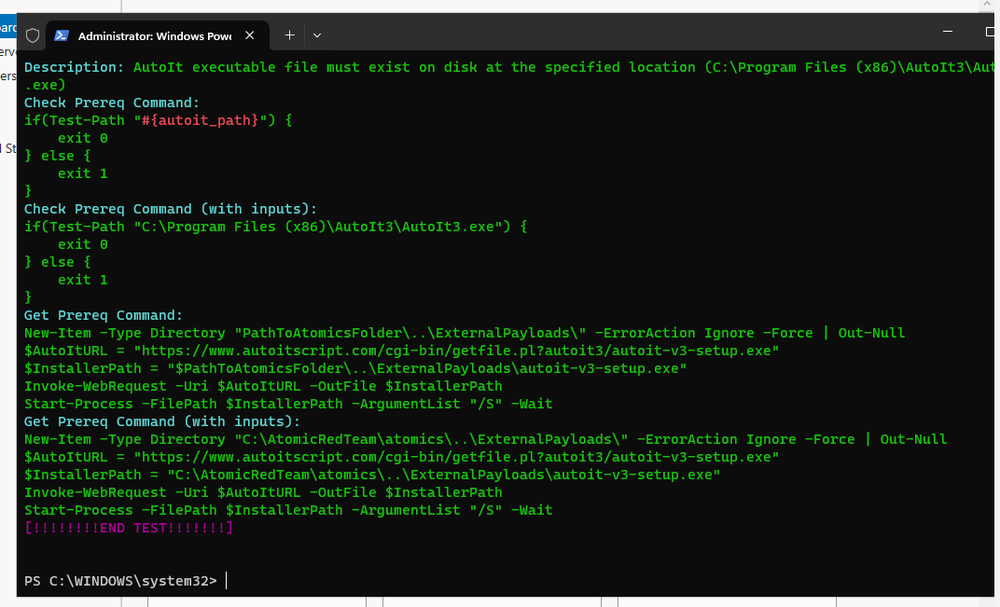 Administrator: Windows Powe
Description: AutoIt executable file must exist on disk at the specified location (C:\Program Files (x86)\AutoIt3\Aut
.exe)
Check Prereq Command:
if(Test-Path "#{autoit_path}") {
    exit 0
} else {
    exit 1
}
Check Prereq Command (with inputs):
if(Test-Path "C:\Program Files (x86)\AutoIt3\AutoIt3.exe") {
    exit 0
} else {
    exit 1
}
Get Prereq Command:
New-Item -Type Directory "PathToAtomicsFolder\..\ExternalPayloads\" -ErrorAction Ignore -Force | Out-Null
$AutoItURL = "https://www.autoitscript.com/cgi-bin/getfile.pl?autoit3/autoit-v3-setup.exe"
$InstallerPath = "$PathToAtomicsFolder\..\ExternalPayloads\autoit-v3-setup.exe"
Invoke-WebRequest -Uri $AutoItURL -OutFile $InstallerPath
Start-Process -FilePath $InstallerPath -ArgumentList "/S" -Wait
Get Prereq Command (with inputs):
New-Item -Type Directory "C:\AtomicRedTeam\atomics\..\ExternalPayloads\" -ErrorAction Ignore -Force | Out-Null
$AutoItURL = "https://www.autoitscript.com/cgi-bin/getfile.pl?autoit3/autoit-v3-setup.exe"
$InstallerPath = "C:\AtomicRedTeam\atomics\..\ExternalPayloads\autoit-v3-setup.exe"
Invoke-WebRequest -Uri $AutoItURL -OutFile $InstallerPath
Start-Process -FilePath $InstallerPath -ArgumentList "/S" -Wait
[!!!!!!!!END TEST!!!!!!!]
PS C:\WINDOWS\system32>